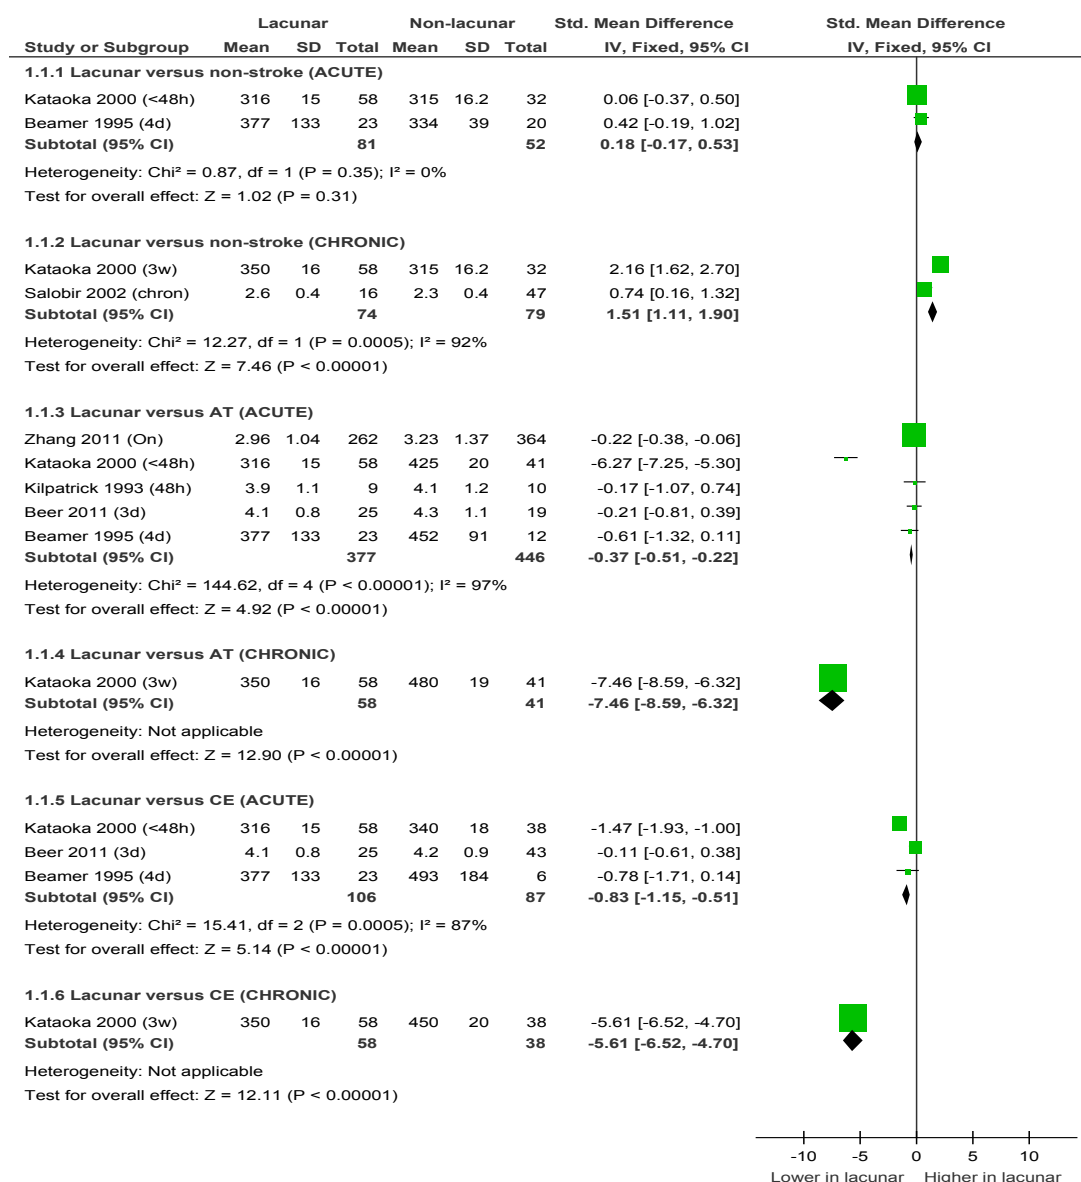 Lacunar Non-lacunar Std. Mean Difference Std. Mean Difference
Study or Subgroup Mean SD Total Mean SD Total IV, Fixed, 95% CI IV, Fixed, 95% CI
1.1.1 Lacunar versus non-stroke (ACUTE)
Kataoka 2000 (<48h) 316 15 58 315 16.2 32 0.06 [-0.37, 0.50]
Beamer 1995 (4d) 377 133 23 334 39 20 0.42 [-0.19, 1.02]
Subtotal (95% CI) 81 52 0.18 [-0.17, 0.53]
Heterogeneity: Chi² = 0.87, df = 1 (P = 0.35); I² = 0%
Test for overall effect: Z = 1.02 (P = 0.31)
1.1.2 Lacunar versus non-stroke (CHRONIC)
Kataoka 2000 (3w) 350 16 58 315 16.2 32 2.16 [1.62, 2.70]
Salobir 2002 (chron) 2.6 0.4 16 2.3 0.4 47 0.74 [0.16, 1.32]
Subtotal (95% CI) 74 79 1.51 [1.11, 1.90]
Heterogeneity: Chi² = 12.27, df = 1 (P = 0.0005); I² = 92%
Test for overall effect: Z = 7.46 (P < 0.00001)
1.1.3 Lacunar versus AT (ACUTE)
Zhang 2011 (On) 2.96 1.04 262 3.23 1.37 364 -0.22 [-0.38, -0.06]
Kataoka 2000 (<48h) 316 15 58 425 20 41 -6.27 [-7.25, -5.30]
Kilpatrick 1993 (48h) 3.9 1.1 9 4.1 1.2 10 -0.17 [-1.07, 0.74]
Beer 2011 (3d) 4.1 0.8 25 4.3 1.1 19 -0.21 [-0.81, 0.39]
Beamer 1995 (4d) 377 133 23 452 91 12 -0.61 [-1.32, 0.11]
Subtotal (95% CI) 377 446 -0.37 [-0.51, -0.22]
Heterogeneity: Chi² = 144.62, df = 4 (P < 0.00001); I² = 97%
Test for overall effect: Z = 4.92 (P < 0.00001)
1.1.4 Lacunar versus AT (CHRONIC)
Kataoka 2000 (3w) 350 16 58 480 19 41 -7.46 [-8.59, -6.32]
Subtotal (95% CI) 58 41 -7.46 [-8.59, -6.32]
Heterogeneity: Not applicable
Test for overall effect: Z = 12.90 (P < 0.00001)
1.1.5 Lacunar versus CE (ACUTE)
Kataoka 2000 (<48h) 316 15 58 340 18 38 -1.47 [-1.93, -1.00]
Beer 2011 (3d) 4.1 0.8 25 4.2 0.9 43 -0.11 [-0.61, 0.38]
Beamer 1995 (4d) 377 133 23 493 184 6 -0.78 [-1.71, 0.14]
Subtotal (95% CI) 106 87 -0.83 [-1.15, -0.51]
Heterogeneity: Chi² = 15.41, df = 2 (P = 0.0005); I² = 87%
Test for overall effect: Z = 5.14 (P < 0.00001)
1.1.6 Lacunar versus CE (CHRONIC)
Kataoka 2000 (3w) 350 16 58 450 20 38 -5.61 [-6.52, -4.70]
Subtotal (95% CI) 58 38 -5.61 [-6.52, -4.70]
Heterogeneity: Not applicable
Test for overall effect: Z = 12.11 (P < 0.00001)
-10 -5 0 5 10
Lower in lacunar Higher in lacunar